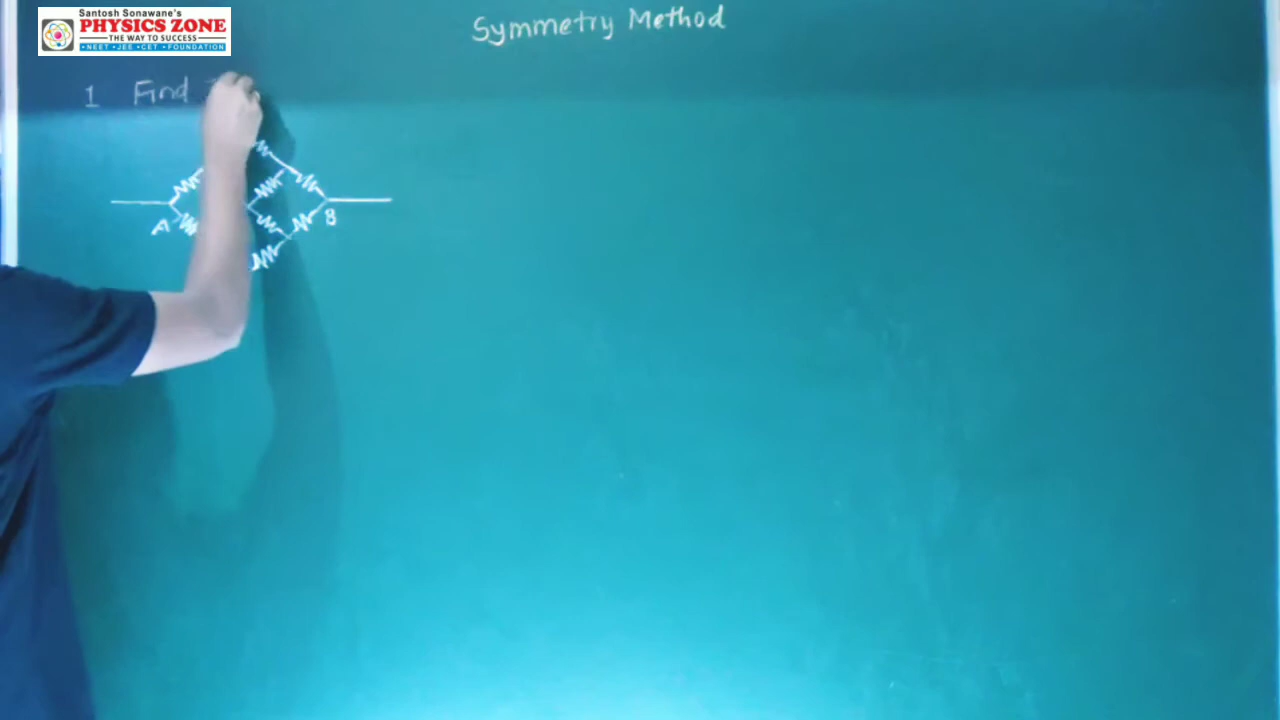 Santosh Sonawane's
PHYSICS ZONE
THE WAY TO SUCCESS
• NEET • JEE • CET • FOUNDATION
Symmetry Method
1 Find
A
B